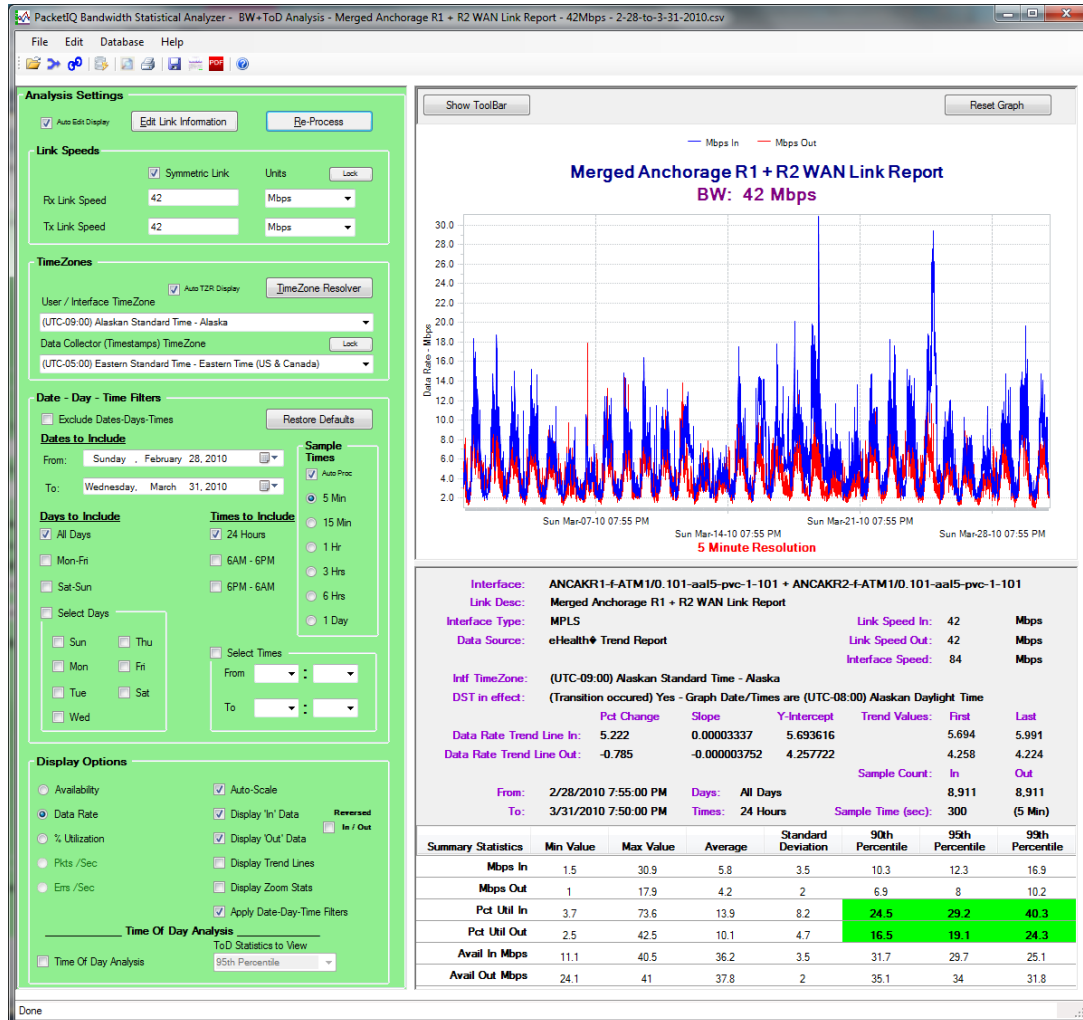 PacketIQ Bandwidth Statistical Analyzer - BW+ToD Analysis - Merged Anchorage R1 + R2 WAN Link Report - 42Mbps - 2-28-to-3-31-2010.csv
File Edit Database Help
PDF
Analysis Settings
Auto Edit Display Edit Link Information Re-Process
Link Speeds
Symmetric Link Units Lock
Rx Link Speed 42 Mbps
Tx Link Speed 42 Mbps
TimeZones
Auto TZR Display TimeZone Resolver
User / Interface TimeZone
(UTC-09:00) Alaskan Standard Time - Alaska
Data Collector (Timestamps) TimeZone Lock
(UTC-05:00) Eastern Standard Time - Eastern Time (US & Canada)
Date - Day - Time Filters
Exclude Dates-Days-Times Restore Defaults
Dates to Include
From: Sunday , February 28, 2010
To: Wednesday, March 31, 2010
Sample Times
Auto Proc
5 Min
15 Min
1 Hr
3 Hrs
6 Hrs
1 Day
Days to Include
All Days
Mon-Fri
Sat-Sun
Select Days
Sun Thu
Mon Fri
Tue Sat
Wed
Times to Include
24 Hours
6AM - 6PM
6PM - 6AM
Select Times
From :
To :
Display Options
Availability Auto-Scale
Data Rate Display 'In' Data Reversed In / Out
% Utilization Display 'Out' Data
Pkts /Sec Display Trend Lines
Errs /Sec Display Zoom Stats
Apply Date-Day-Time Filters
Time Of Day Analysis
ToD Statistics to View
Time Of Day Analysis 95th Percentile
Show ToolBar Reset Graph
Mbps In Mbps Out
Merged Anchorage R1 + R2 WAN Link Report
BW: 42 Mbps
Data Rate - Mbps
30.0
28.0
26.0
24.0
22.0
20.0
18.0
16.0
14.0
12.0
10.0
8.0
6.0
4.0
2.0
Sun Mar-07-10 07:55 PM Sun Mar-21-10 07:55 PM
Sun Mar-14-10 07:55 PM Sun Mar-28-10 07:55 PM
5 Minute Resolution
Interface: ANCAKR1-f-ATM1/0.101-aal5-pvc-1-101 + ANCAKR2-f-ATM1/0.101-aal5-pvc-1-101
Link Desc: Merged Anchorage R1 + R2 WAN Link Report
Interface Type: MPLS Link Speed In: 42 Mbps
Data Source: eHealth� Trend Report Link Speed Out: 42 Mbps
Interface Speed: 84 Mbps
Intf TimeZone: (UTC-09:00) Alaskan Standard Time - Alaska
DST in effect: (Transition occured) Yes - Graph Date/Times are (UTC-08:00) Alaskan Daylight Time
Pct Change Slope Y-Intercept Trend Values: First Last
Data Rate Trend Line In: 5.222 0.00003337 5.693616 5.694 5.991
Data Rate Trend Line Out: -0.785 -0.000003752 4.257722 4.258 4.224
Sample Count: In Out
From: 2/28/2010 7:55:00 PM Days: All Days 8,911 8,911
To: 3/31/2010 7:50:00 PM Times: 24 Hours Sample Time (sec): 300 (5 Min)
Summary Statistics Min Value Max Value Average Standard Deviation 90th Percentile 95th Percentile 99th Percentile
Mbps In 1.5 30.9 5.8 3.5 10.3 12.3 16.9
Mbps Out 1 17.9 4.2 2 6.9 8 10.2
Pct Util In 3.7 73.6 13.9 8.2 24.5 29.2 40.3
Pct Util Out 2.5 42.5 10.1 4.7 16.5 19.1 24.3
Avail In Mbps 11.1 40.5 36.2 3.5 31.7 29.7 25.1
Avail Out Mbps 24.1 41 37.8 2 35.1 34 31.8
Done